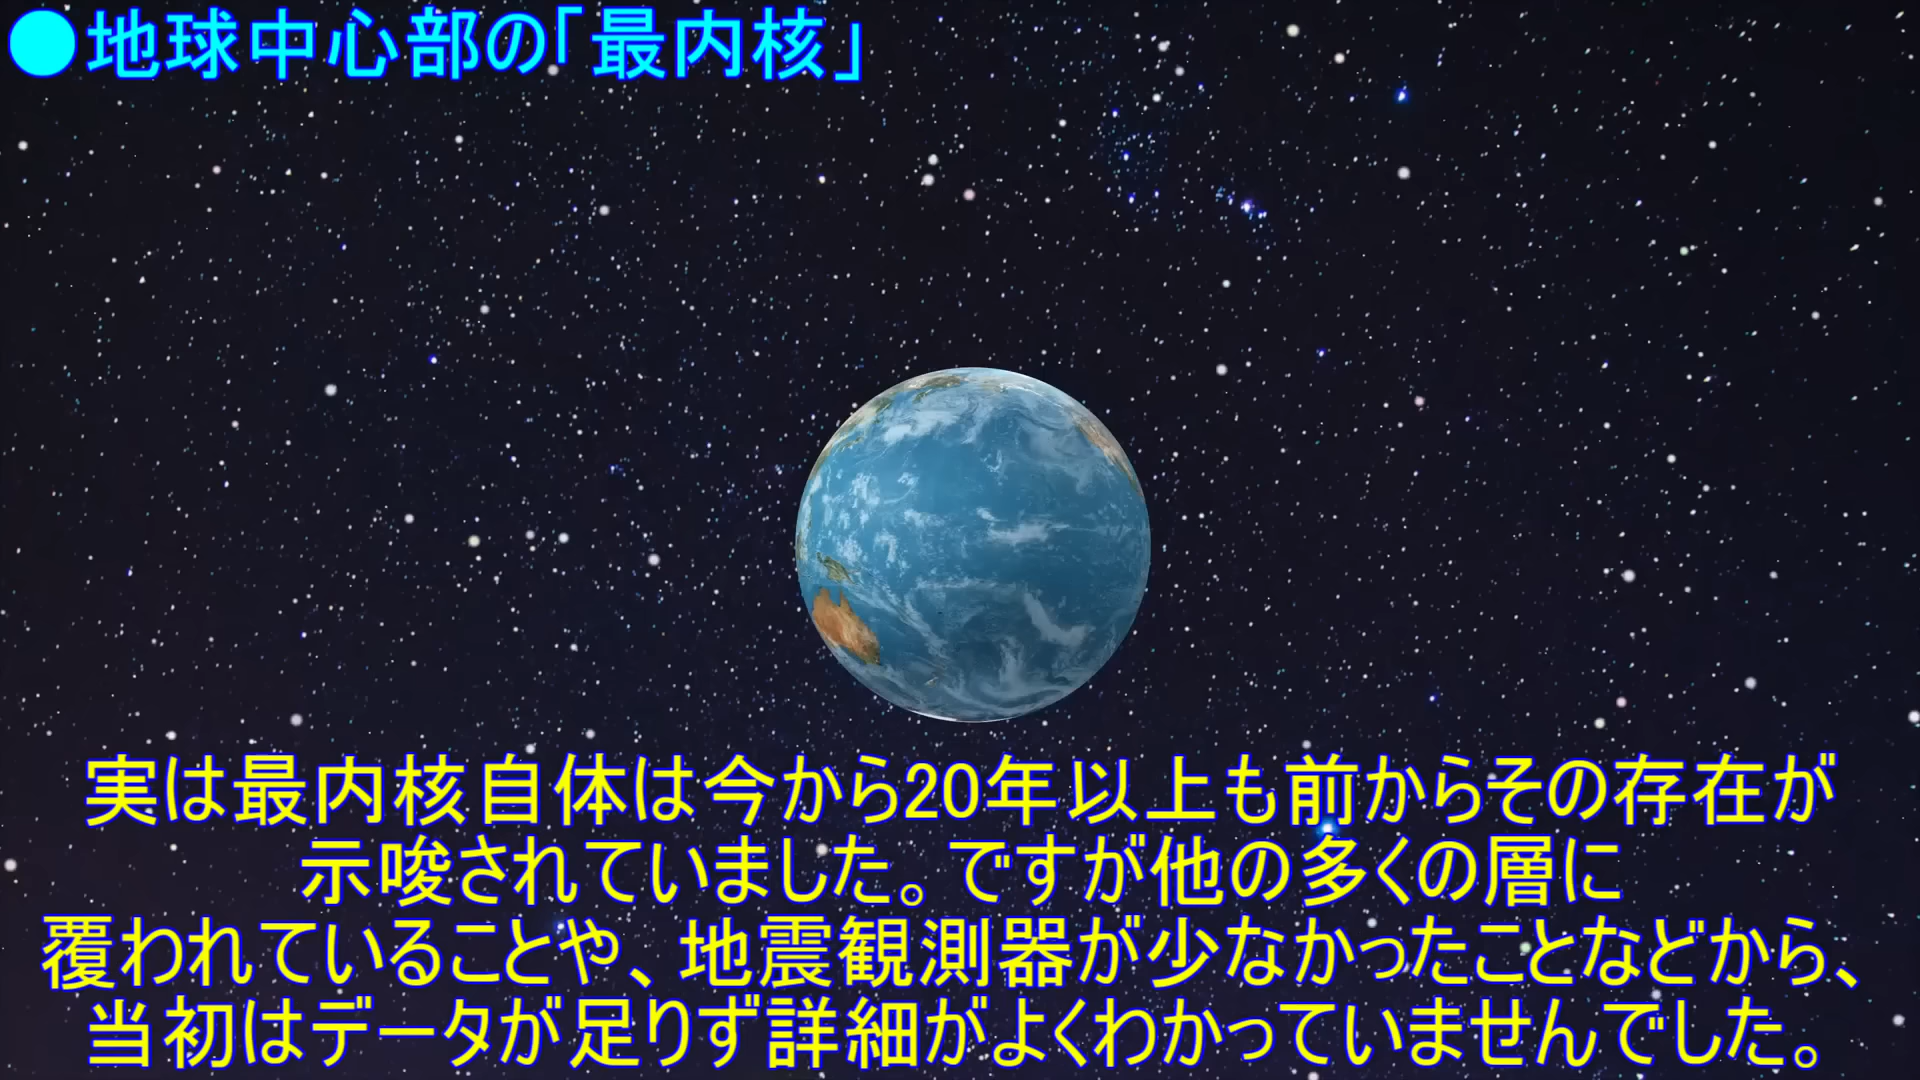 ●地球中心部の「最内核」
実は最内核自体は今から20年以上も前からその存在が
示唆されていました。ですが他の多くの層に
覆われていることや、地震観測器が少なかったことなどから、
当初はデータが足りず詳細がよくわかっていませんでした。